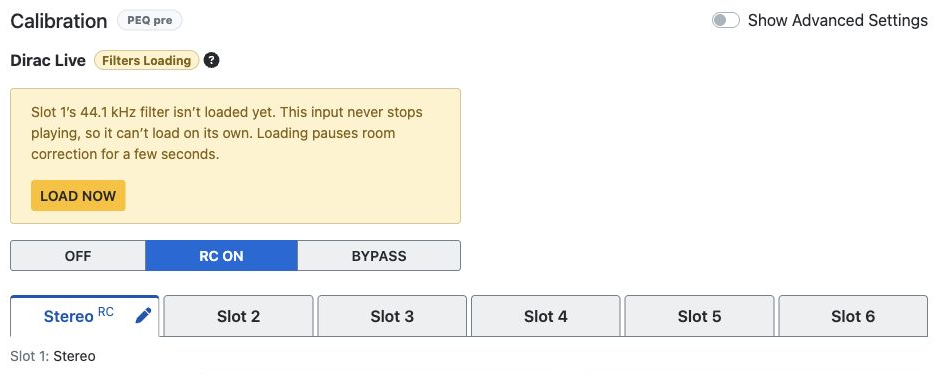 Calibration PEQ pre Show Advanced Settings
Dirac Live Filters Loading ?
Slot 1’s 44.1 kHz filter isn’t loaded yet. This input never stops
playing, so it can’t load on its own. Loading pauses room
correction for a few seconds.
LOAD NOW
OFF RC ON BYPASS
Stereo RC Slot 2 Slot 3 Slot 4 Slot 5 Slot 6
Slot 1: Stereo